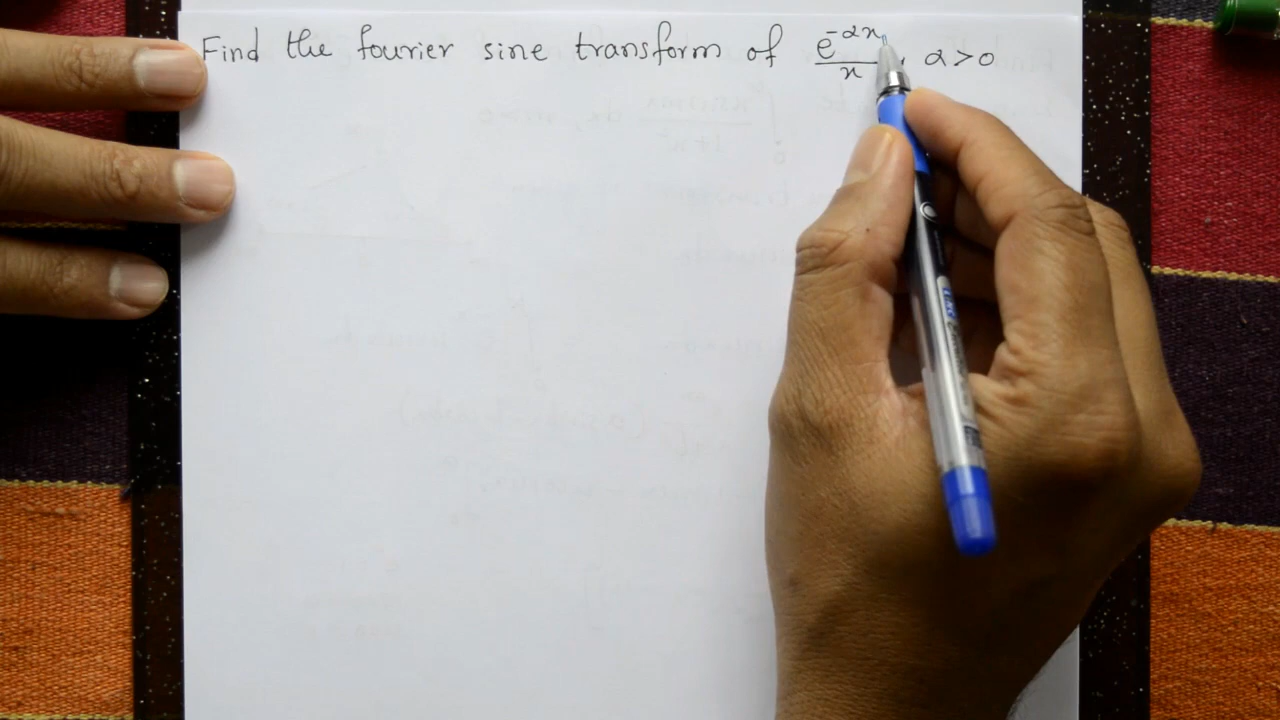 Find the fourier sine transform of e^{-αx}/x, α>0